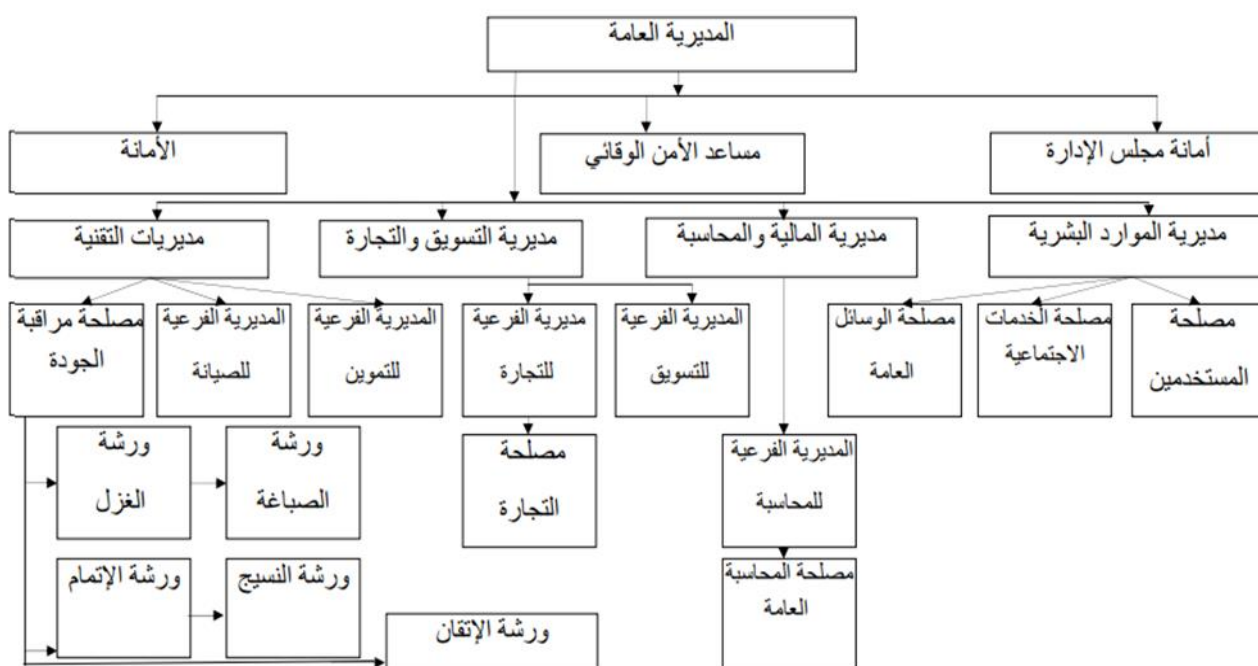 المديرية العامة
أمانة مجلس الإدارة
مساعد الأمن الوقائي
الأمانة
مديرية الموارد البشرية
مديرية المالية والمحاسبة
مديرية التسويق والتجارة
مديريات التقنية
مصلحة
المستخدمين
مصلحة الخدمات
الاجتماعية
مصلحة الوسائل
العامة
المديرية الفرعية
للتسويق
مديرية الفرعية
للتجارة
المديرية الفرعية
للتموين
المديرية الفرعية
للصيانة
مصلحة مراقبة
الجودة
المديرية الفرعية
للمحاسبة
مصلحة
التجارة
ورشة
الصباغة
ورشة
الغزل
مصلحة المحاسبة
العامة
ورشة النسيج
ورشة الإتمام
ورشة الإتقان